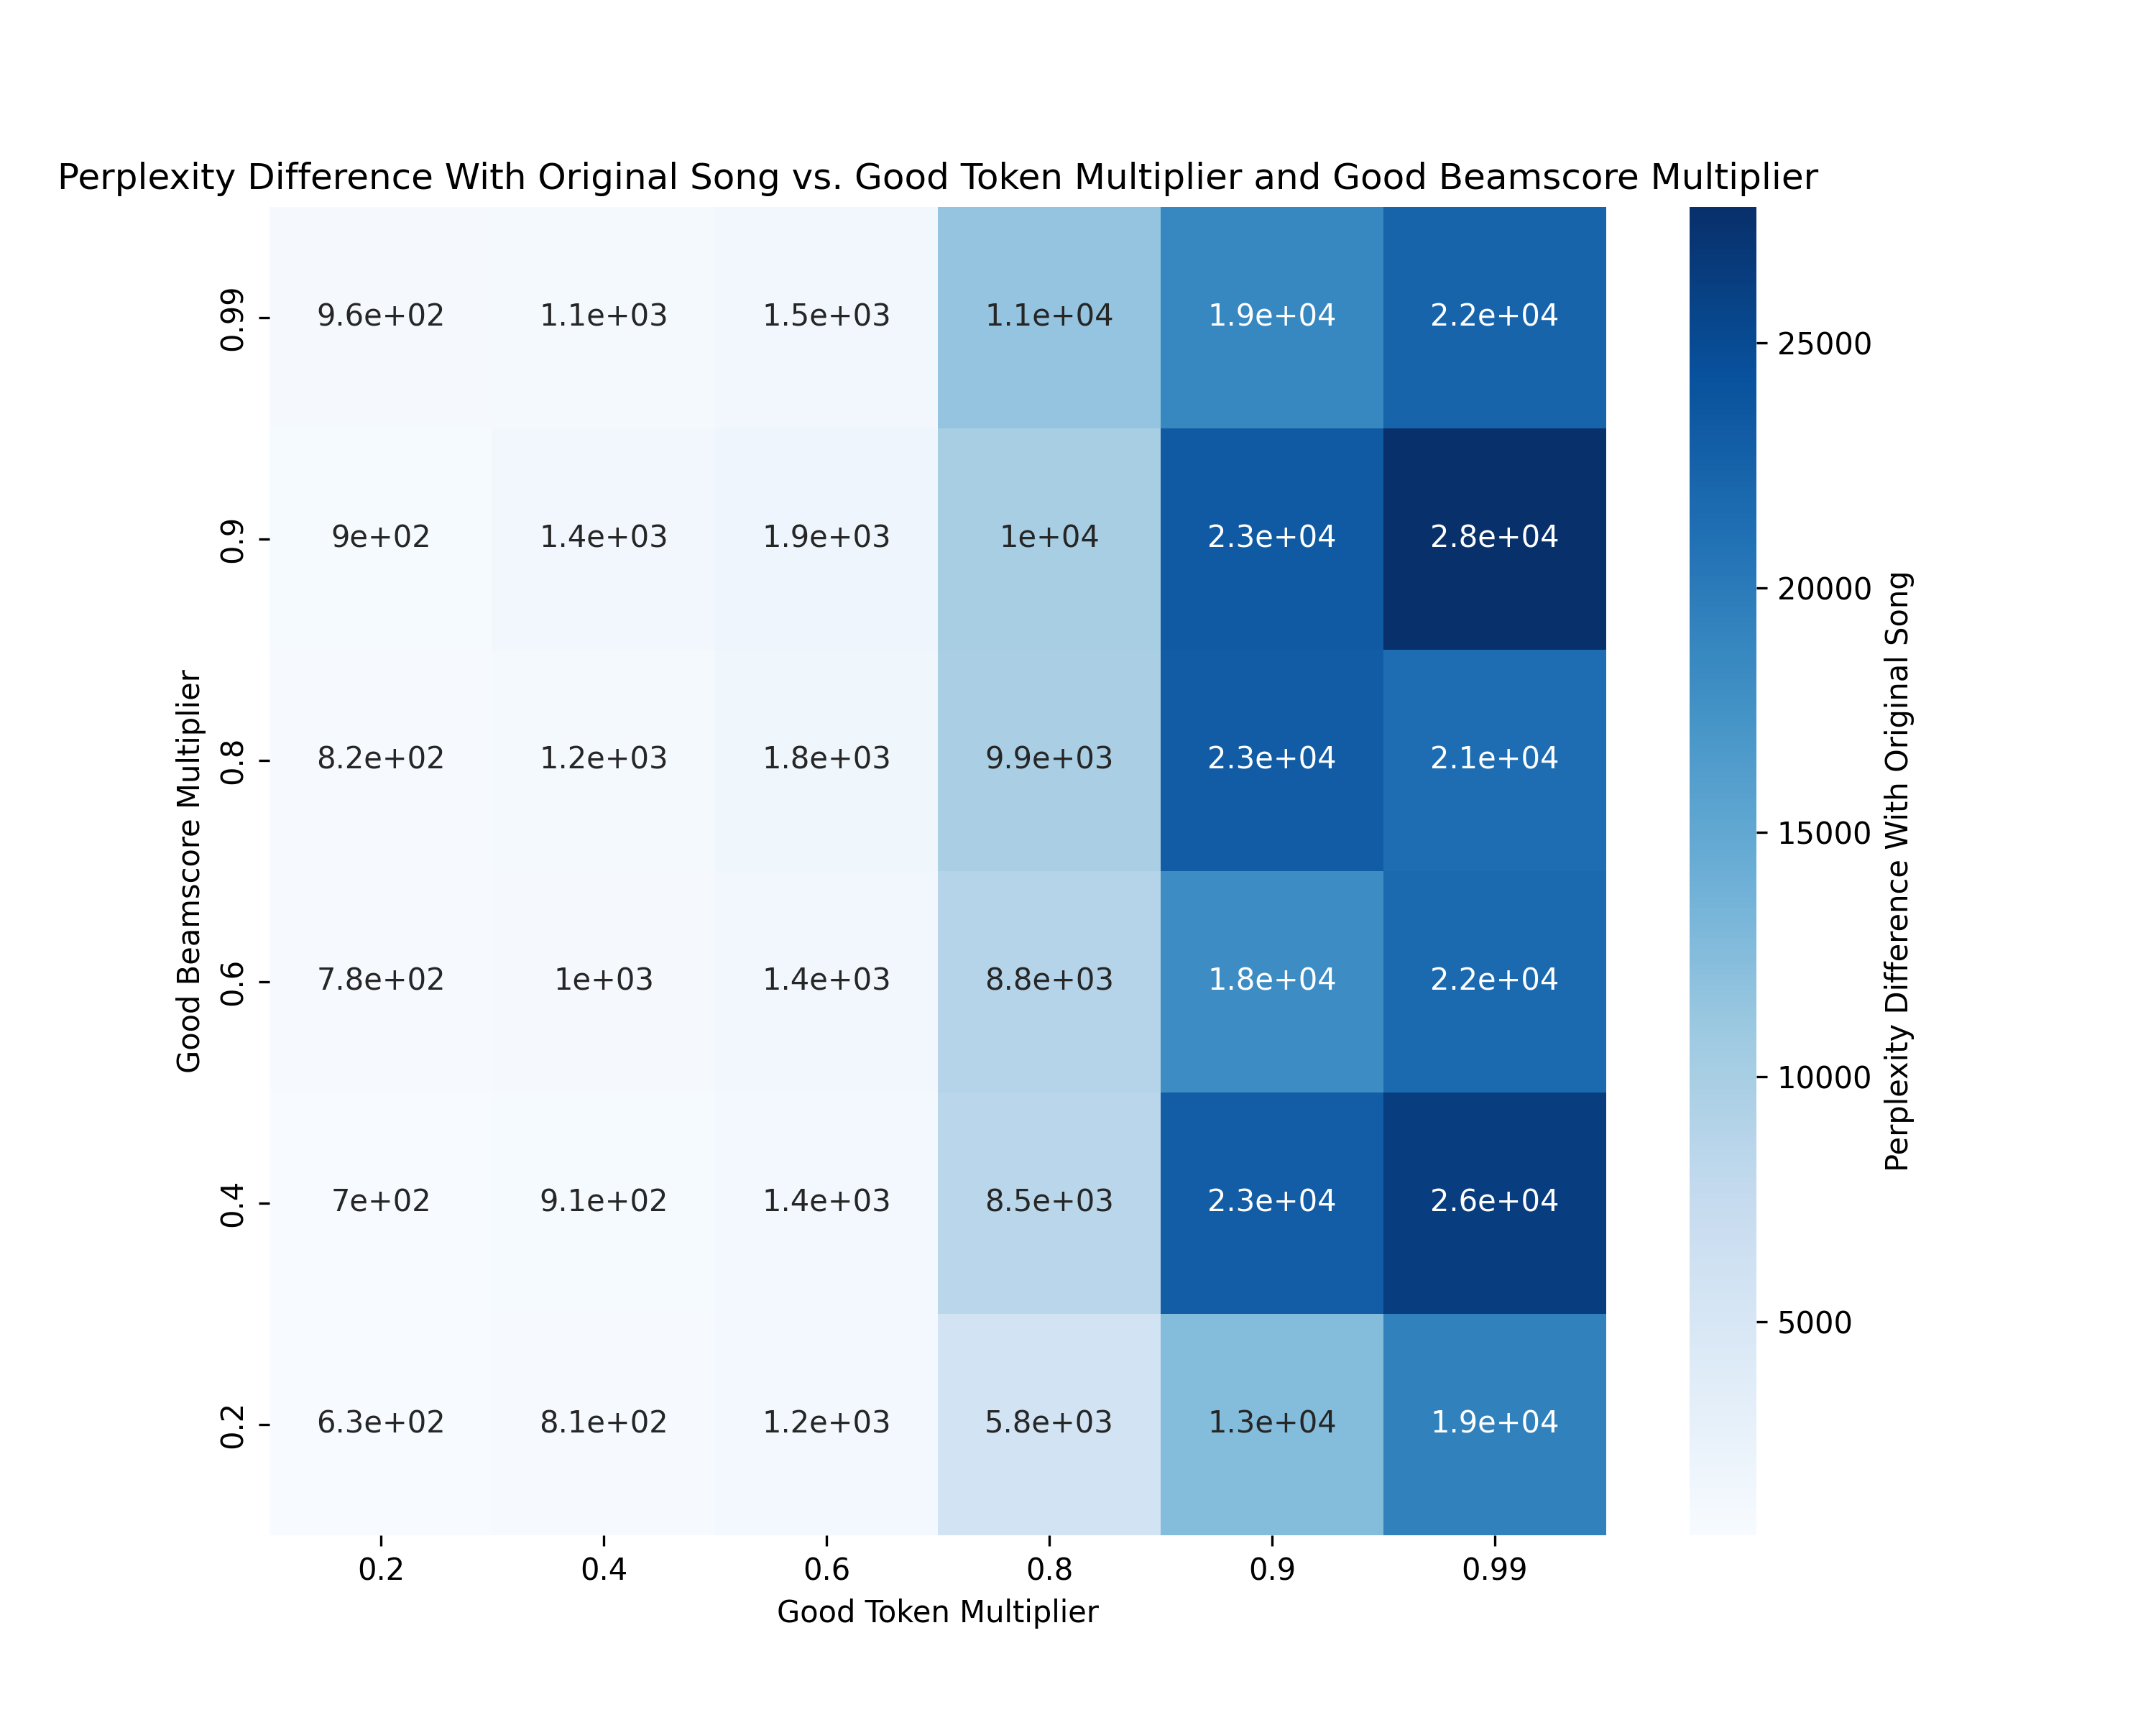 Perplexity Difference With Original Song vs. Good Token Multiplier and Good Beamscore Multiplier
Good Beamscore Multiplier
0.99 9.6e+02 1.1e+03 1.5e+03 1.1e+04 1.9e+04 2.2e+04
0.9 9e+02 1.4e+03 1.9e+03 1e+04 2.3e+04 2.8e+04
0.8 8.2e+02 1.2e+03 1.8e+03 9.9e+03 2.3e+04 2.1e+04
0.6 7.8e+02 1e+03 1.4e+03 8.8e+03 1.8e+04 2.2e+04
0.4 7e+02 9.1e+02 1.4e+03 8.5e+03 2.3e+04 2.6e+04
0.2 6.3e+02 8.1e+02 1.2e+03 5.8e+03 1.3e+04 1.9e+04
0.2 0.4 0.6 0.8 0.9 0.99
Good Token Multiplier
25000
20000
15000
10000
5000
Perplexity Difference With Original Song